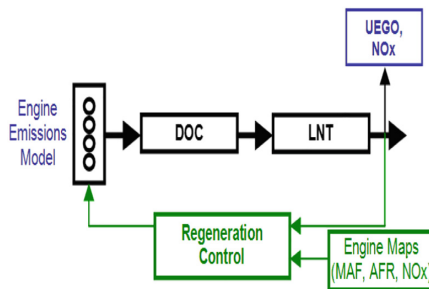 UEGO,
NOx
Engine
Emissions
Model
DOC
LNT
Regeneration
Control
Engine Maps
(MAF, AFR, NOx)